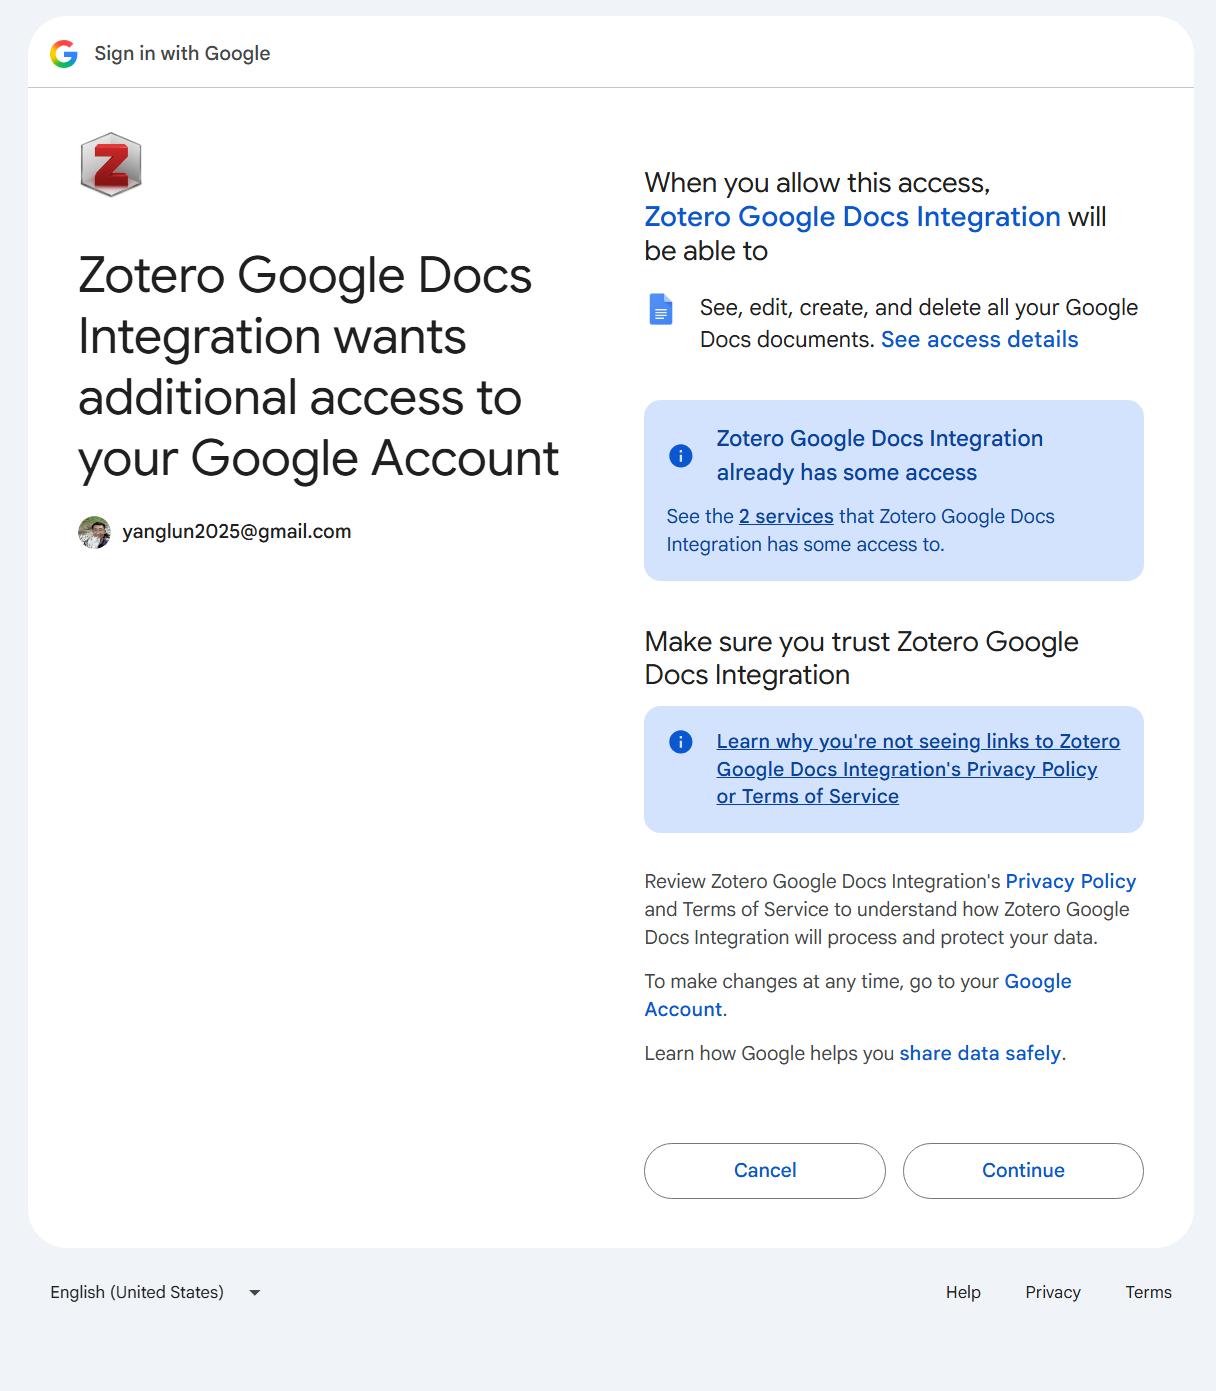 Sign in with Google
Zotero Google Docs
Integration wants
additional access to
your Google Account
yanglun2025@gmail.com
When you allow this access,
Zotero Google Docs Integration will
be able to
See, edit, create, and delete all your Google
Docs documents. See access details
Zotero Google Docs Integration
already has some access
See the 2 services that Zotero Google Docs
Integration has some access to.
Make sure you trust Zotero Google
Docs Integration
Learn why you're not seeing links to Zotero
Google Docs Integration's Privacy Policy
or Terms of Service
Review Zotero Google Docs Integration's Privacy Policy
and Terms of Service to understand how Zotero Google
Docs Integration will process and protect your data.
To make changes at any time, go to your Google
Account.
Learn how Google helps you share data safely.
Cancel
Continue
English (United States)
Help
Privacy
Terms